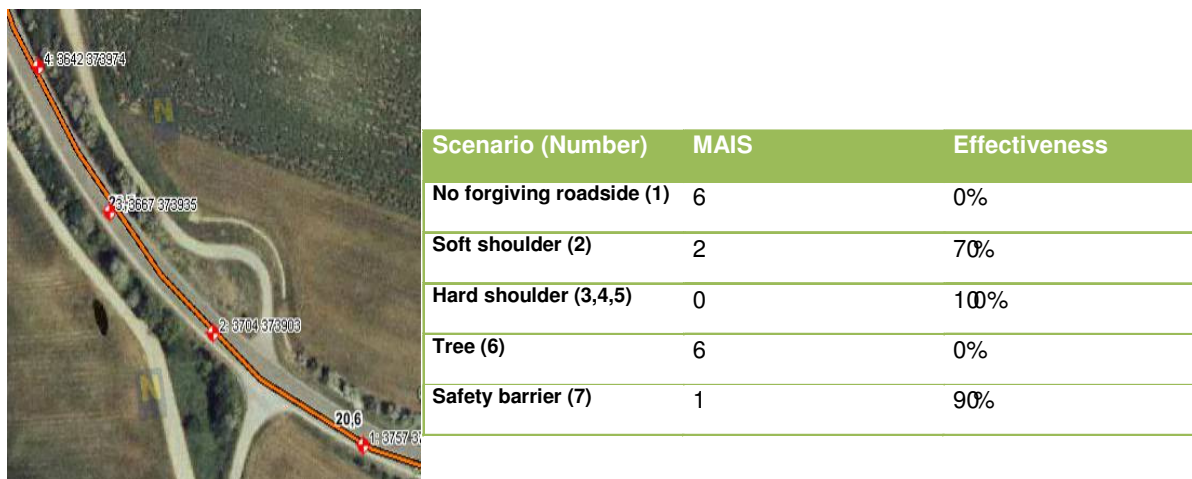 4: 3642 373974
3: 3667 373935
2: 3704 373903
20,6
1: 3757
Scenario (Number) MAIS Effectiveness
No forgiving roadside (1) 6 0%
Soft shoulder (2) 2 70%
Hard shoulder (3,4,5) 0 100%
Tree (6) 6 0%
Safety barrier (7) 1 90%